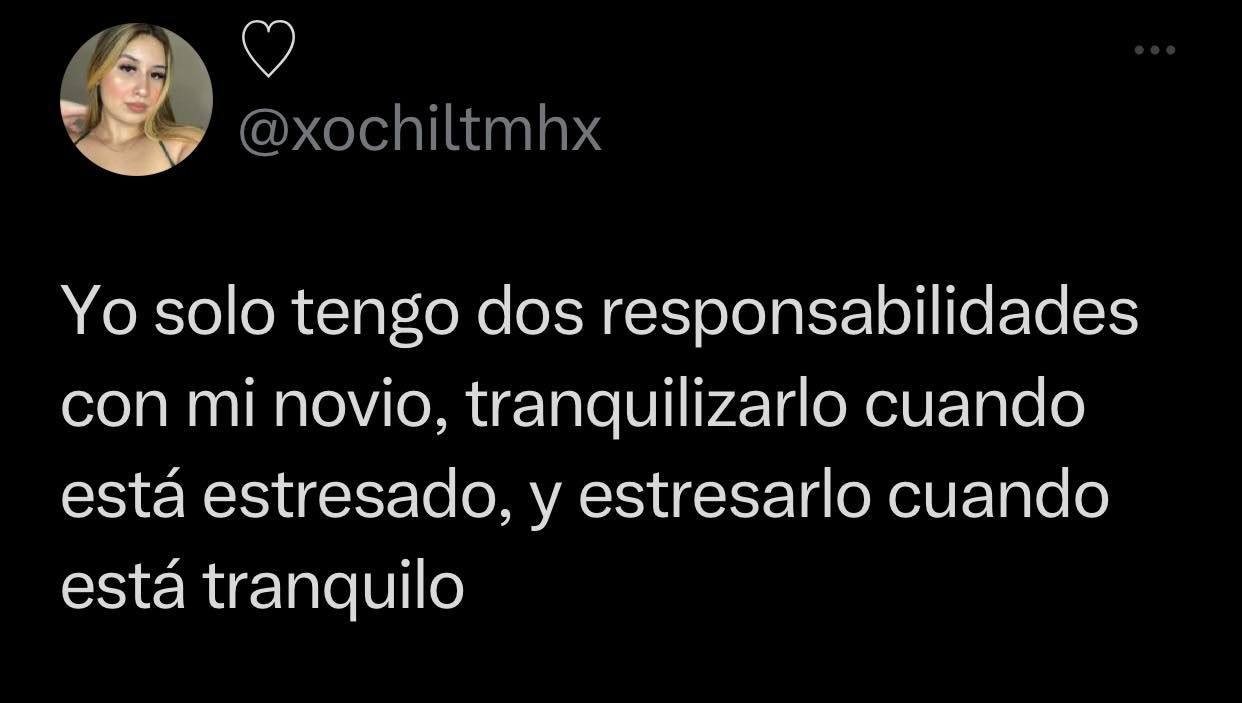 ♡
@xochiltmhx
Yo solo tengo dos responsabilidades
con mi novio, tranquilizarlo cuando
está estresado, y estresarlo cuando
está tranquilo